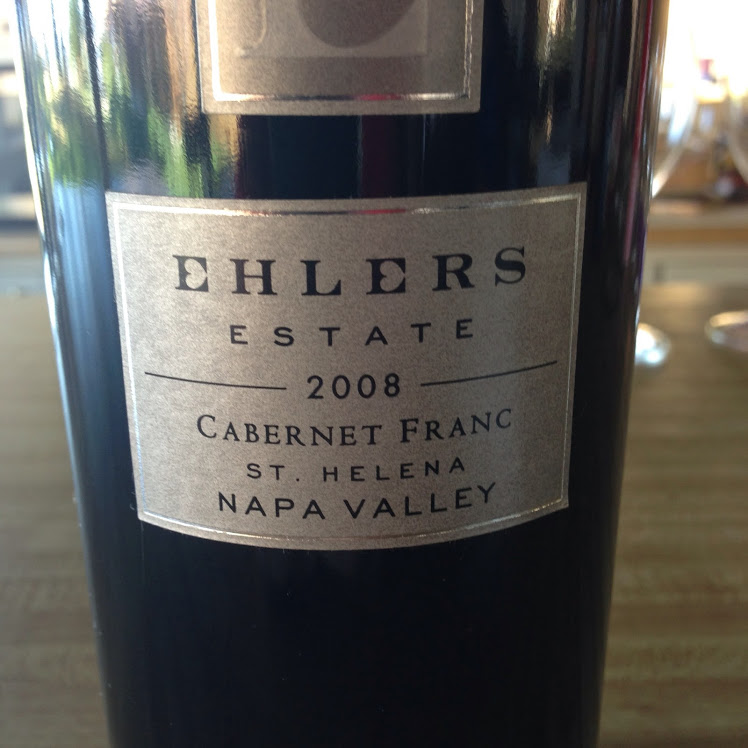 EHLERS
ESTATE
2008
CABERNET FRANC
ST. HELENA
NAPA VALLEY